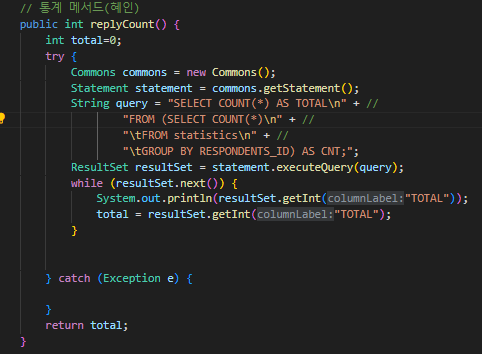 // 통계 메서드(혜인)
public int replyCount() {
int total=0;
try {
Commons commons = new Commons();
Statement statement = commons.getStatement();
String query = "SELECT COUNT(*) AS TOTAL\n" + //
"FROM (SELECT COUNT(*)\n" + //
"\tFROM statistics\n" + //
"\tGROUP BY RESPONDENTS_ID) AS CNT;";
ResultSet resultSet = statement.executeQuery(query);
while (resultSet.next()) {
System.out.println(resultSet.getInt(columnLabel:"TOTAL"));
total = resultSet.getInt(columnLabel:"TOTAL");
}
} catch (Exception e) {
}
return total;
}